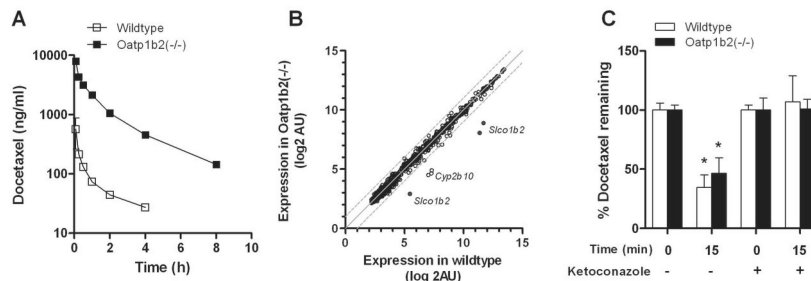 A
Wildtype
Oatp1b2(-/-)
Docetaxel (ng/ml)
10000
1000
100
10
0 2 4 6 8 10
Time (h)
B
Expression in Oatp1b2(-/-)
(log2 AU)
15
10
5
0
Slco1b2
Cyp2b10
Slco1b2
0 5 10 15
Expression in wildtype
(log 2AU)
C
Wildtype
Oatp1b2(-/-)
% Docetaxel remaining
150
100
50
0
* *
Time (min) 0 15 0 15
Ketoconazole - - + +